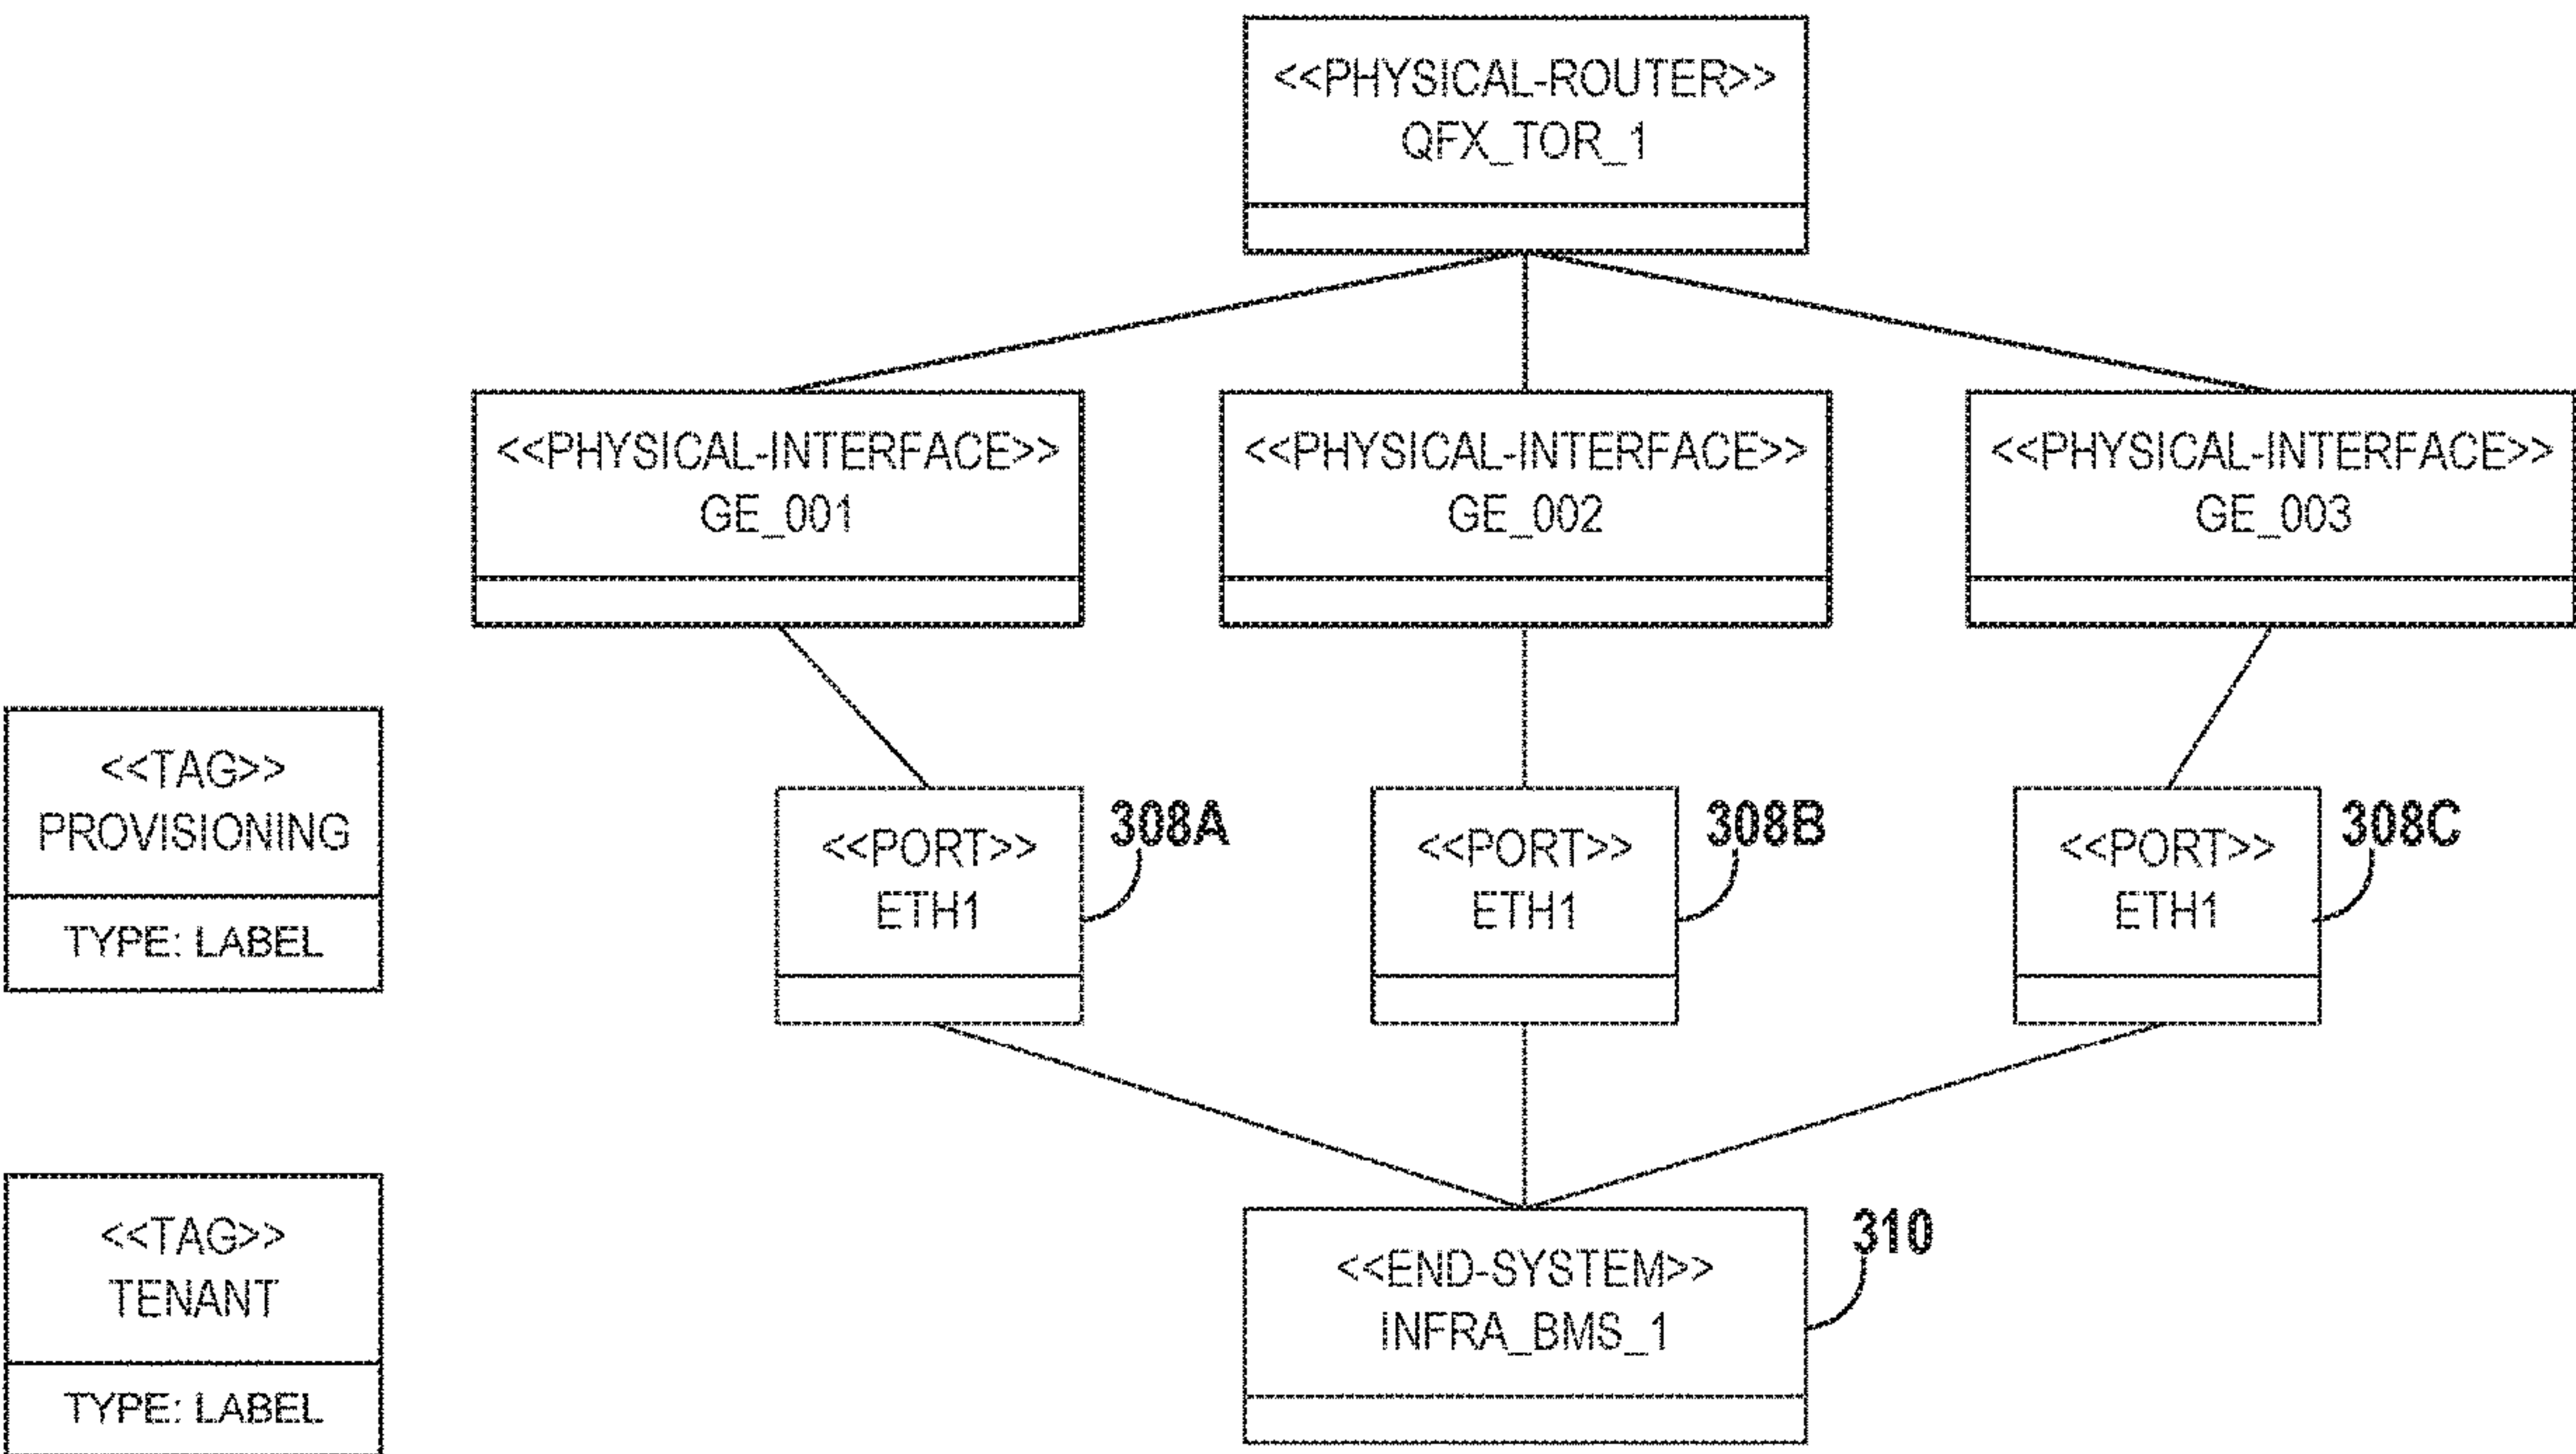 <<PHYSICAL-ROUTER>>
QFX_TOR_1
<<PHYSICAL-INTERFACE>>
GE_001
<<PHYSICAL-INTERFACE>>
GE_002
<<PHYSICAL-INTERFACE>>
GE_003
<<TAG>>
PROVISIONING
TYPE: LABEL
<<PORT>>
ETH1
308A
<<PORT>>
ETH1
308B
<<PORT>>
ETH1
308C
<<TAG>>
TENANT
TYPE: LABEL
<<END-SYSTEM>>
INFRA_BMS_1
310